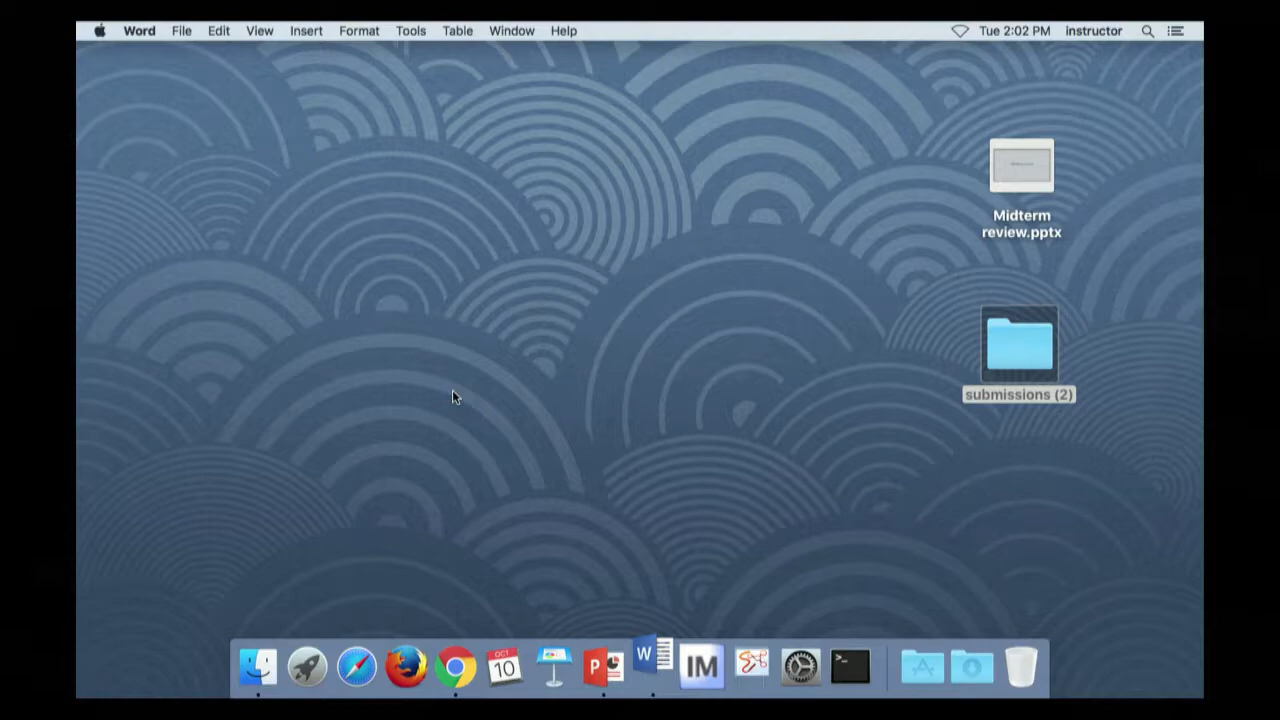 Word File Edit View Insert Format Tools Table Window Help Tue 2:02 PM instructor
Midterm
review.pptx
submissions (2)
OCT
10
P
W
IM
>_